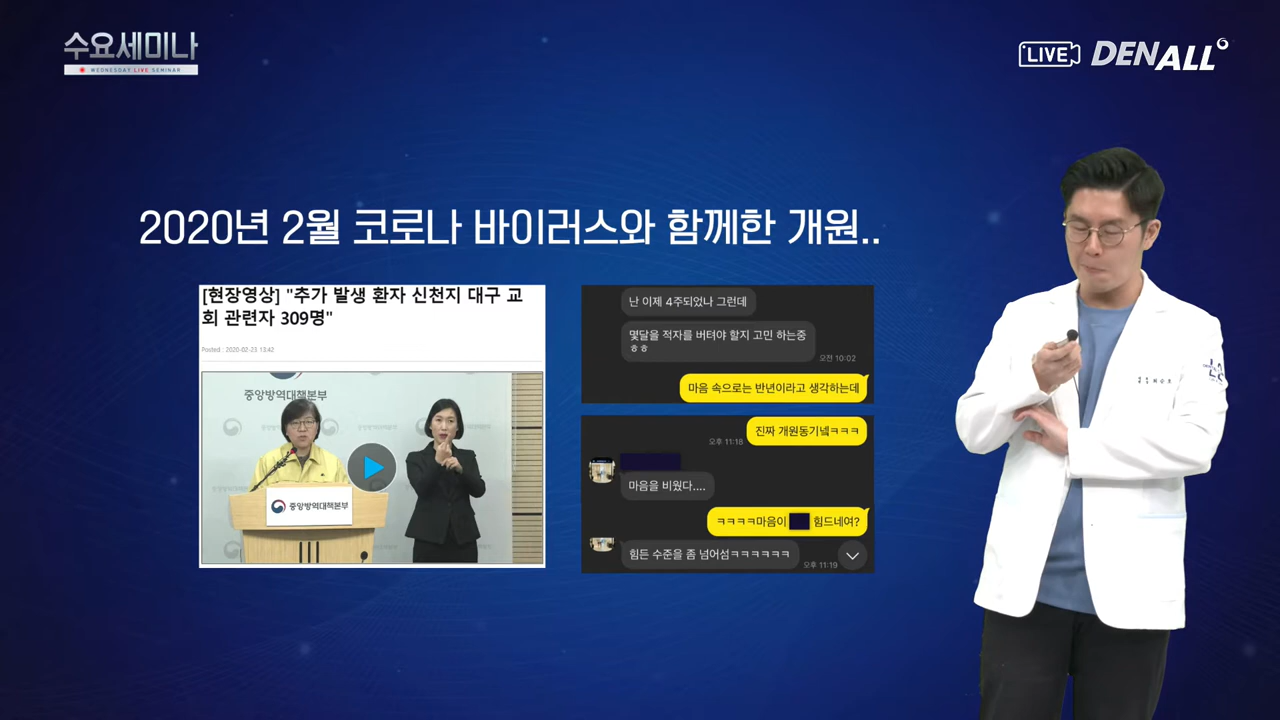 수요세미나
WEDNESDAY LIVE SEMINAR
LIVE DENALL
2020년 2월 코로나 바이러스와 함께한 개원..
[현장영상] "추가 발생 환자 신천지 대구 교
회 관련자 309명"
Posted : 2020-02-23 13:42
중앙방역대책본부
중앙방역대책본부
난 이제 4주되었나 그런데
몇달을 적자를 버텨야 할지 고민 하는중
ㅎㅎ
오전 10:02
마음 속으로는 반년이라고 생각하는데
진짜 개원동기넼ㅋㅋㅋ
오후 11:18
마음을 비웠다....
ㅋㅋㅋㅋ마음이 힘드네여?
힘든 수준을 좀 넘어섬ㅋㅋㅋㅋㅋㅋ
오후 11:19